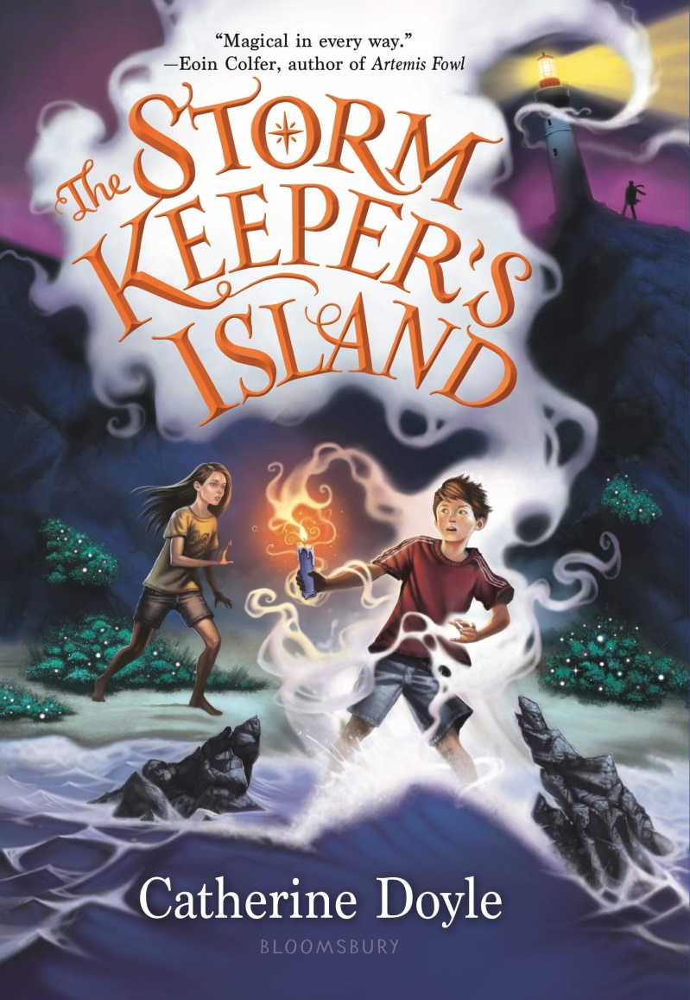 “Magical in every way.”
—Eoin Colfer, author of Artemis Fowl
The STORM
KEEPER'S
ISLAND
Catherine Doyle
BLOOMSBURY